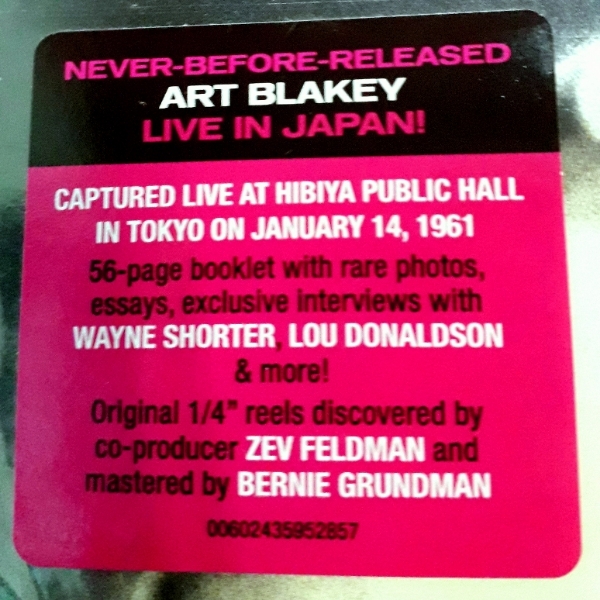 NEVER-BEFORE-RELEASED
ART BLAKEY
LIVE IN JAPAN!
CAPTURED LIVE AT HIBIYA PUBLIC HALL
IN TOKYO ON JANUARY 14, 1961
56-page booklet with rare photos,
essays, exclusive interviews with
WAYNE SHORTER, LOU DONALDSON
& more!
Original 1/4" reels discovered by
co-producer ZEV FELDMAN and
mastered by BERNIE GRUNDMAN
00602435952857